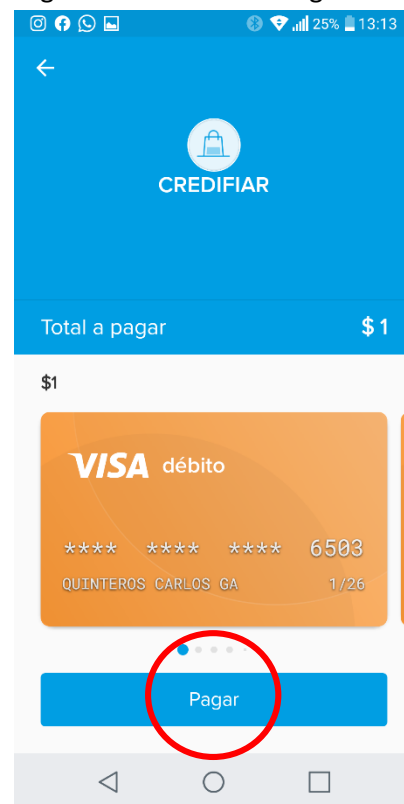 25% 13:13
CREDIFIAR
Total a pagar $ 1
$1
VISA débito
**** **** **** 6503
QUINTEROS CARLOS GA 1/26
Pagar